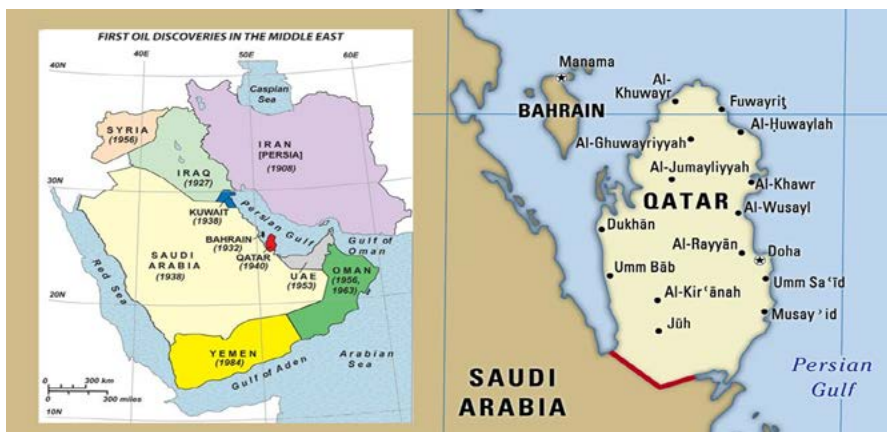 FIRST OIL DISCOVERIES IN THE MIDDLE EAST
40E
50E
60E
40N
Caspian
Sea
SYRIA
(1956)
IRAN
[PERSIA]
(1908)
IRAQ
(1927)
30N
KUWAIT
(1938)
Persian Gulf
BAHRAIN
(1932)
QATAR
(1940)
Gulf of
Oman
SAUDI
ARABIA
(1938)
UAE
(1953)
OMAN
(1956,
1963)
Red Sea
20N
YEMEN
(1984)
Gulf of Aden
Arabian
Sea
0 300 km
0 300 miles
10N
Manama
BAHRAIN
Al-
Khuwayr
Fuwayriţ
Al-Ḥuwaylah
Al-Ghuwayriyyah
Al-Jumayliyyah
QATAR
Al-Khawr
Al-Wusayl
Dukhān
Al-Rayyān
Doha
Umm Bāb
Umm Saʿīd
Al-Kirʿānah
Musayʾid
Jūh
SAUDI
ARABIA
Persian
Gulf